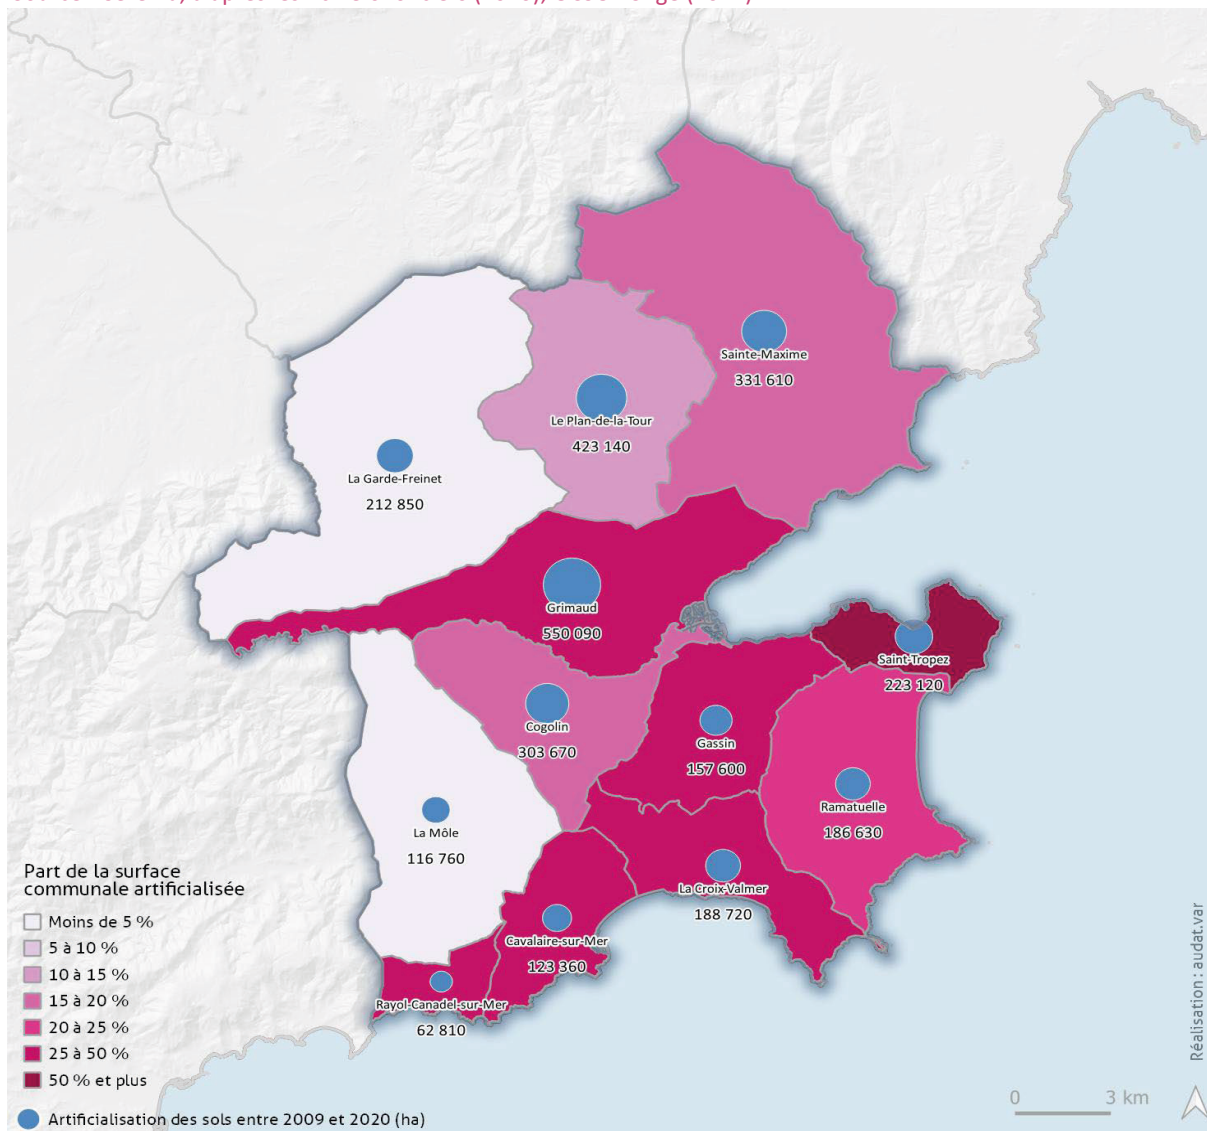 Sainte-Maxime
331 610
Le Plan-de-la-Tour
423 140
La Garde-Freinet
212 850
Grimaud
550 090
Saint-Tropez
223 120
Cogolin
303 670
Gassin
157 600
Ramatuelle
186 630
La Môle
116 760
La Croix-Valmer
188 720
Cavalaire-sur-Mer
123 360
Rayol-Canadel-sur-Mer
62 810
Part de la surface
communale artificialisée
Moins de 5 %
5 à 10 %
10 à 15 %
15 à 20 %
20 à 25 %
25 à 50 %
50 % et plus
Artificialisation des sols entre 2009 et 2020 (ha)
0 3 km
Réalisation : audat.var